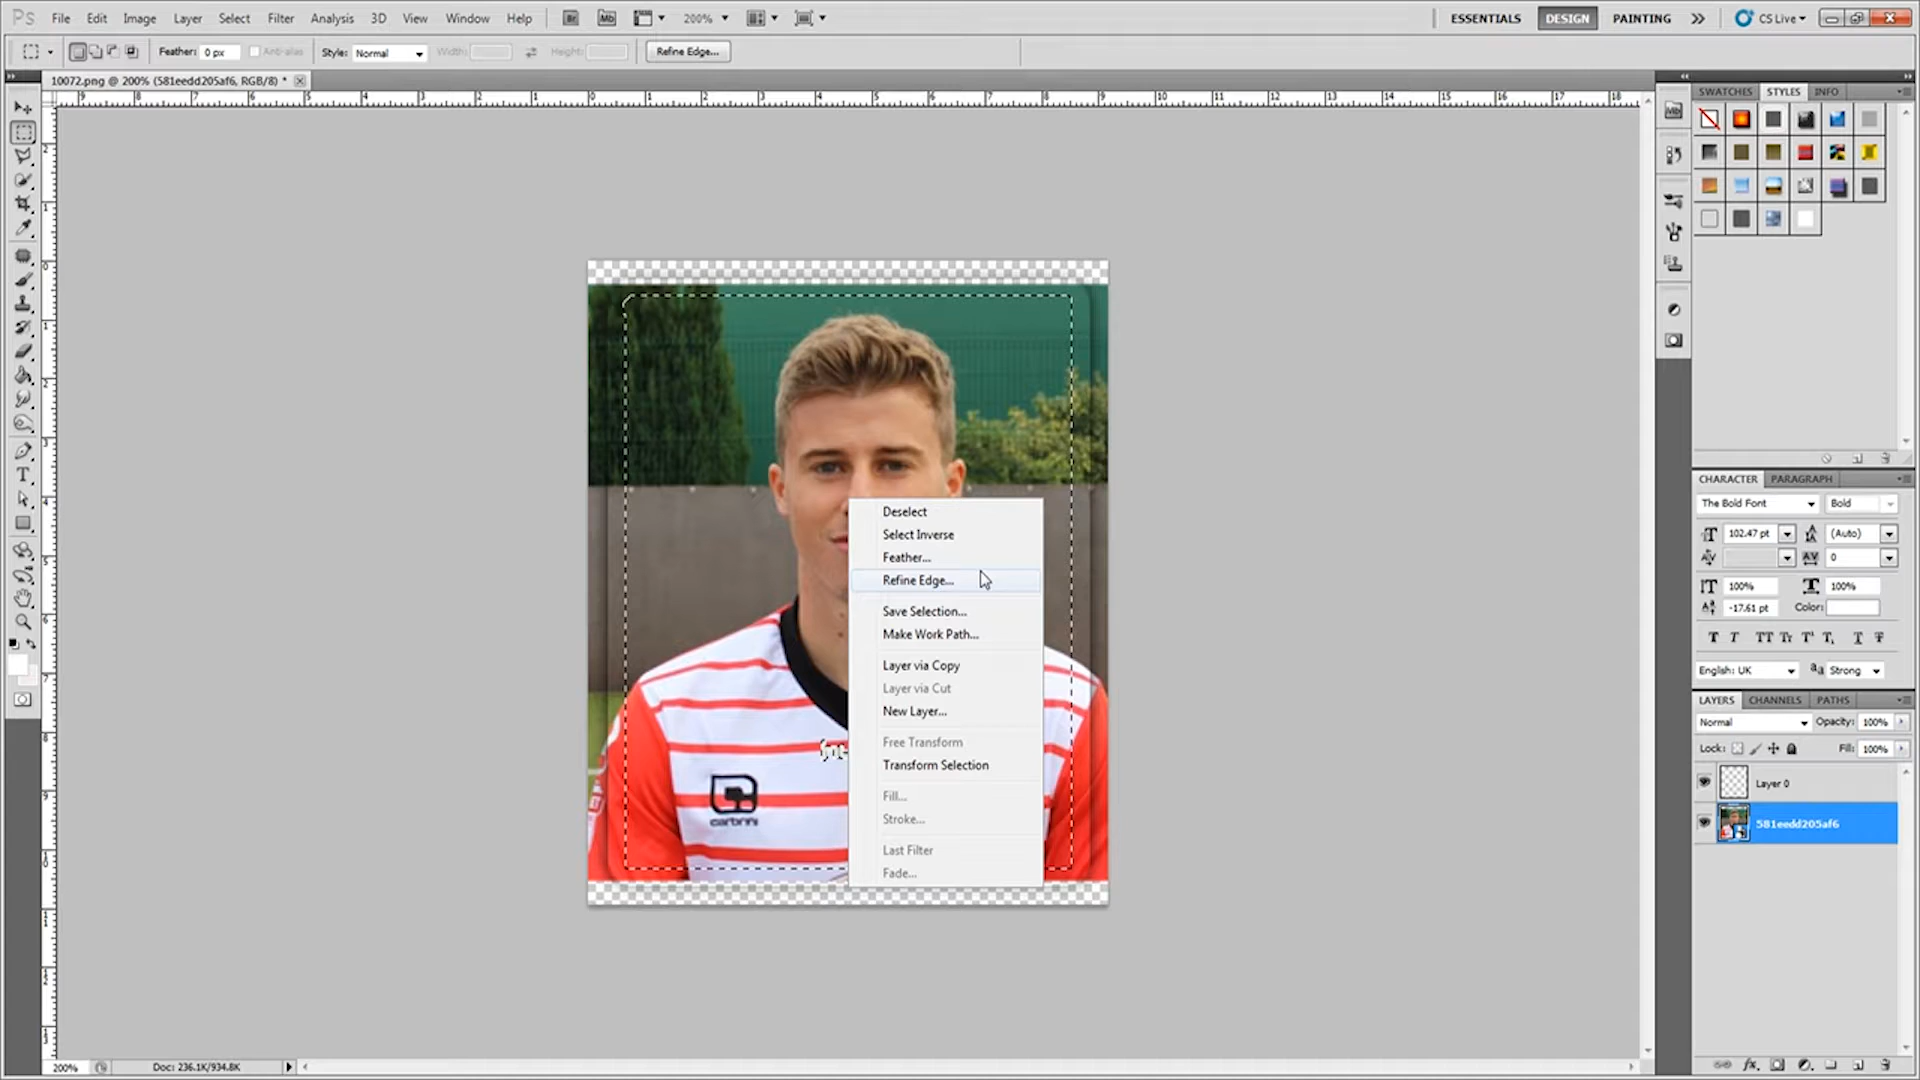 Ps File Edit Image Layer Select Filter Analysis 3D View Window Help Br Mb 200% ESSENTIALS DESIGN PAINTING CS Live
Feather: 0 px Anti-alias Style: Normal Width: Height: Refine Edge...
10072.png @ 200% (581eedd205af6, RGB/8) *
SWATCHES STYLES INFO
Deselect
Select Inverse
Feather...
Refine Edge...
Save Selection...
Make Work Path...
Layer via Copy
Layer via Cut
New Layer...
Free Transform
Transform Selection
Fill...
Stroke...
Last Filter
Fade...
carbrini
CHARACTER PARAGRAPH
The Bold Font Bold
102.47 pt (Auto)
0
100% 100%
-17.61 pt Color:
English: UK aa Strong
LAYERS CHANNELS PATHS
Normal Opacity: 100%
Lock: Fill: 100%
Layer 0
581eedd205af6
200% Doc: 236.1K/934.8K